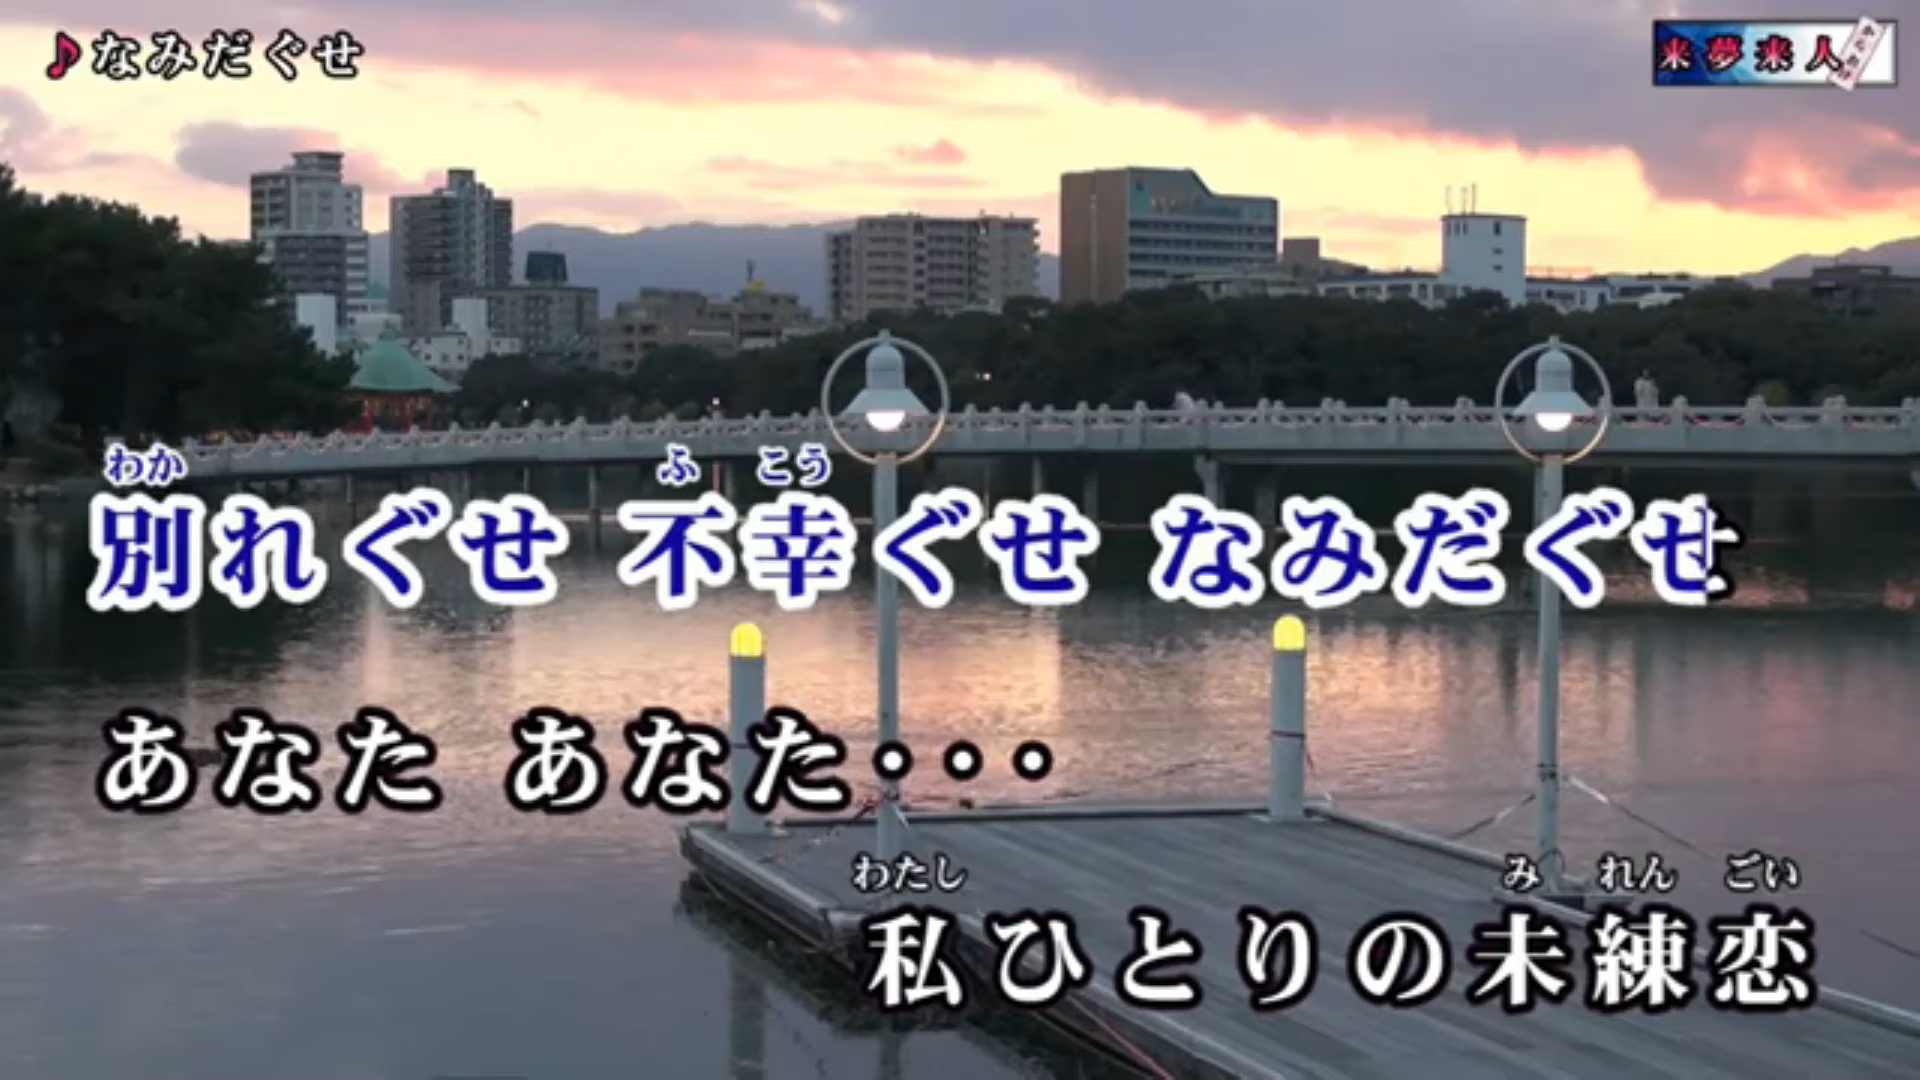 ♪なみだぐせ
来夢来人
わか ふ こう
別れぐせ 不幸ぐせ なみだぐせ
あなた あなた・・・
わたし み れん ごい
私ひとりの未練恋